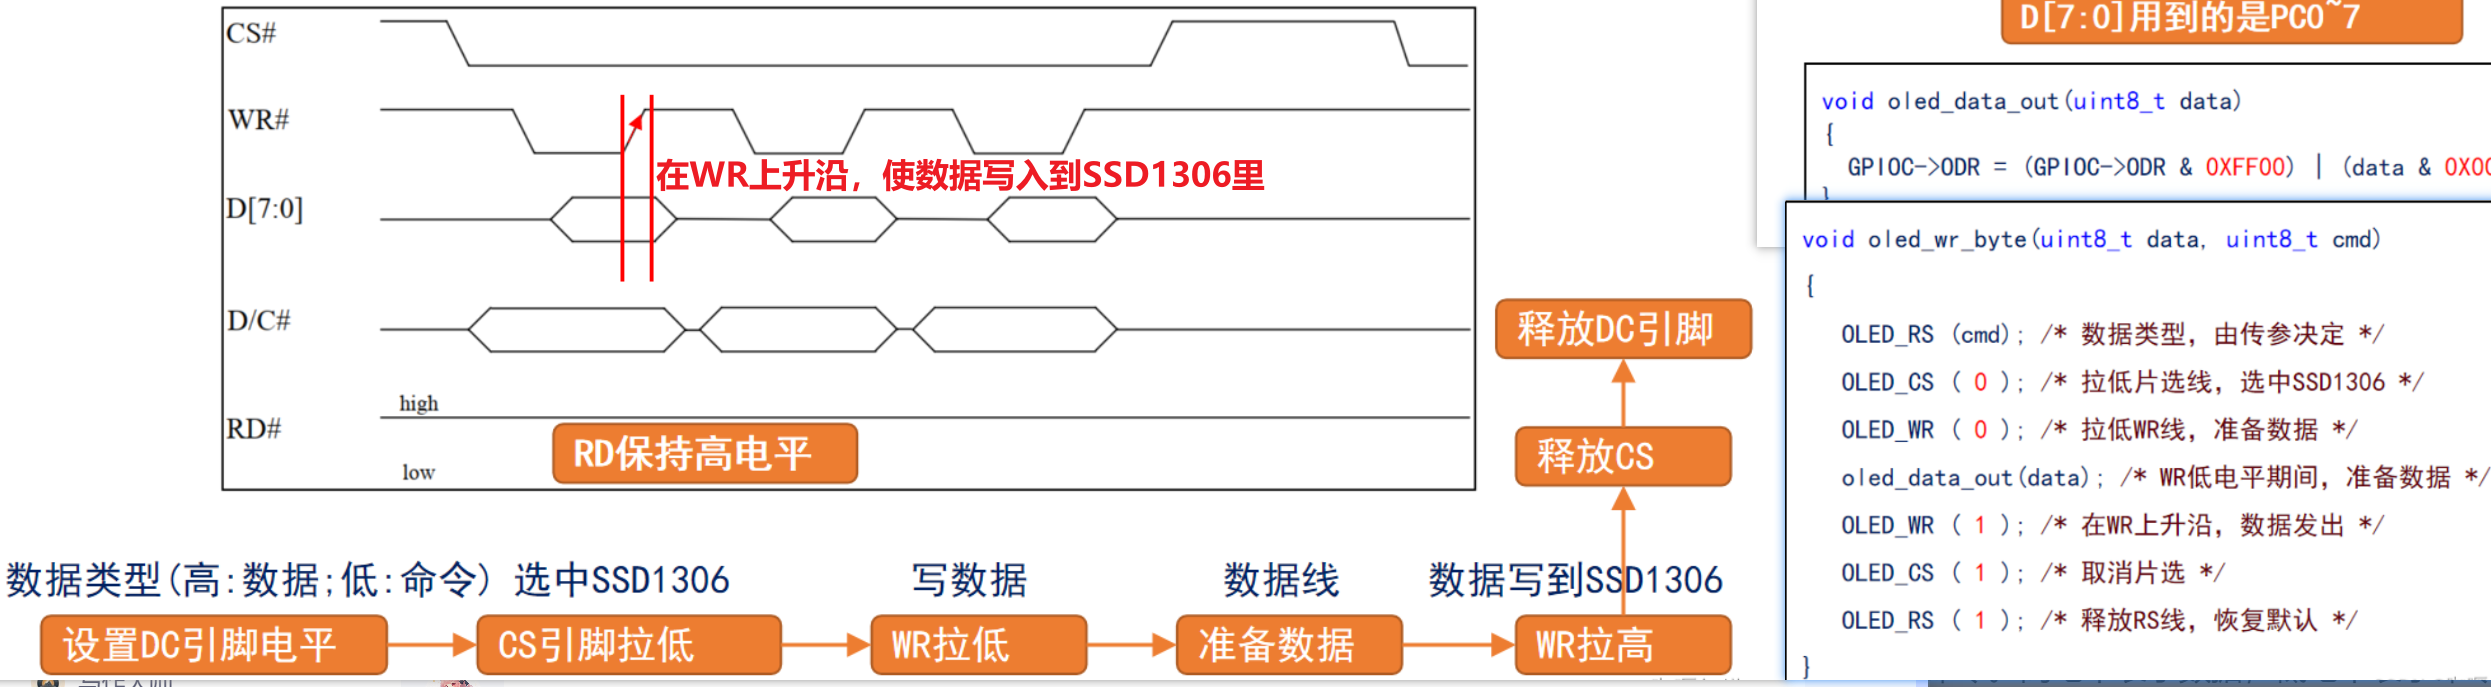 CS#
WR#
在WR上升沿，使数据写入到SSD1306里
D[7:0]
D/C#
high
RD#
RD保持高电平
low
释放DC引脚
释放CS
数据类型(高:数据;低:命令)
选中SSD1306
写数据
数据线
数据写到SSD1306
设置DC引脚电平
CS引脚拉低
WR拉低
准备数据
WR拉高
D[7:0]用到的是PC0~7
void oled_data_out(uint8_t data)
{
GPIOC->ODR = (GPIOC->ODR & 0XFF00) | (data & 0X00
}
void oled_wr_byte(uint8_t data, uint8_t cmd)
{
OLED_RS (cmd); /* 数据类型，由传参决定 */
OLED_CS ( 0 ); /* 拉低片选线，选中SSD1306 */
OLED_WR ( 0 ); /* 拉低WR线，准备数据 */
oled_data_out(data); /* WR低电平期间，准备数据 */
OLED_WR ( 1 ); /* 在WR上升沿，数据发出 */
OLED_CS ( 1 ); /* 取消片选 */
OLED_RS ( 1 ); /* 释放RS线，恢复默认 */
}